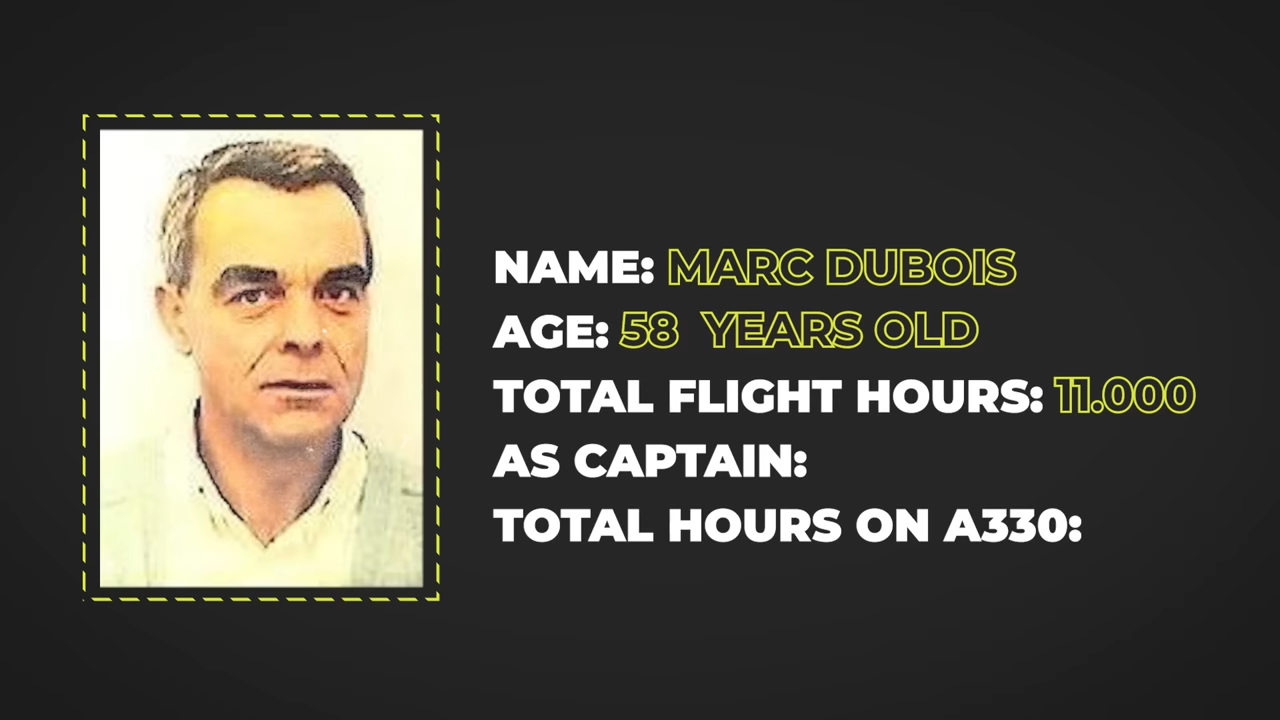 NAME: MARC DUBOIS
AGE: 58 YEARS OLD
TOTAL FLIGHT HOURS: 11.000
AS CAPTAIN:
TOTAL HOURS ON A330: